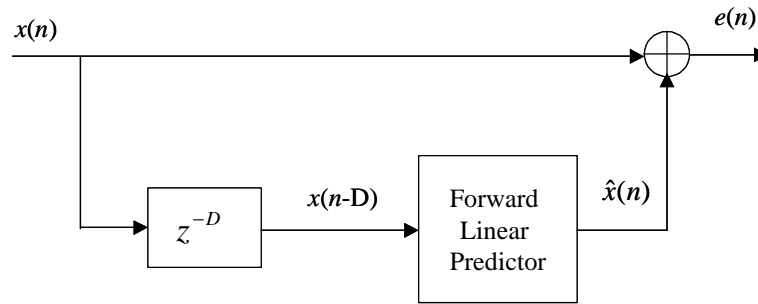 x(n)
e(n)
z^{-D}
x(n-D)
Forward
Linear
Predictor
x̂(n)